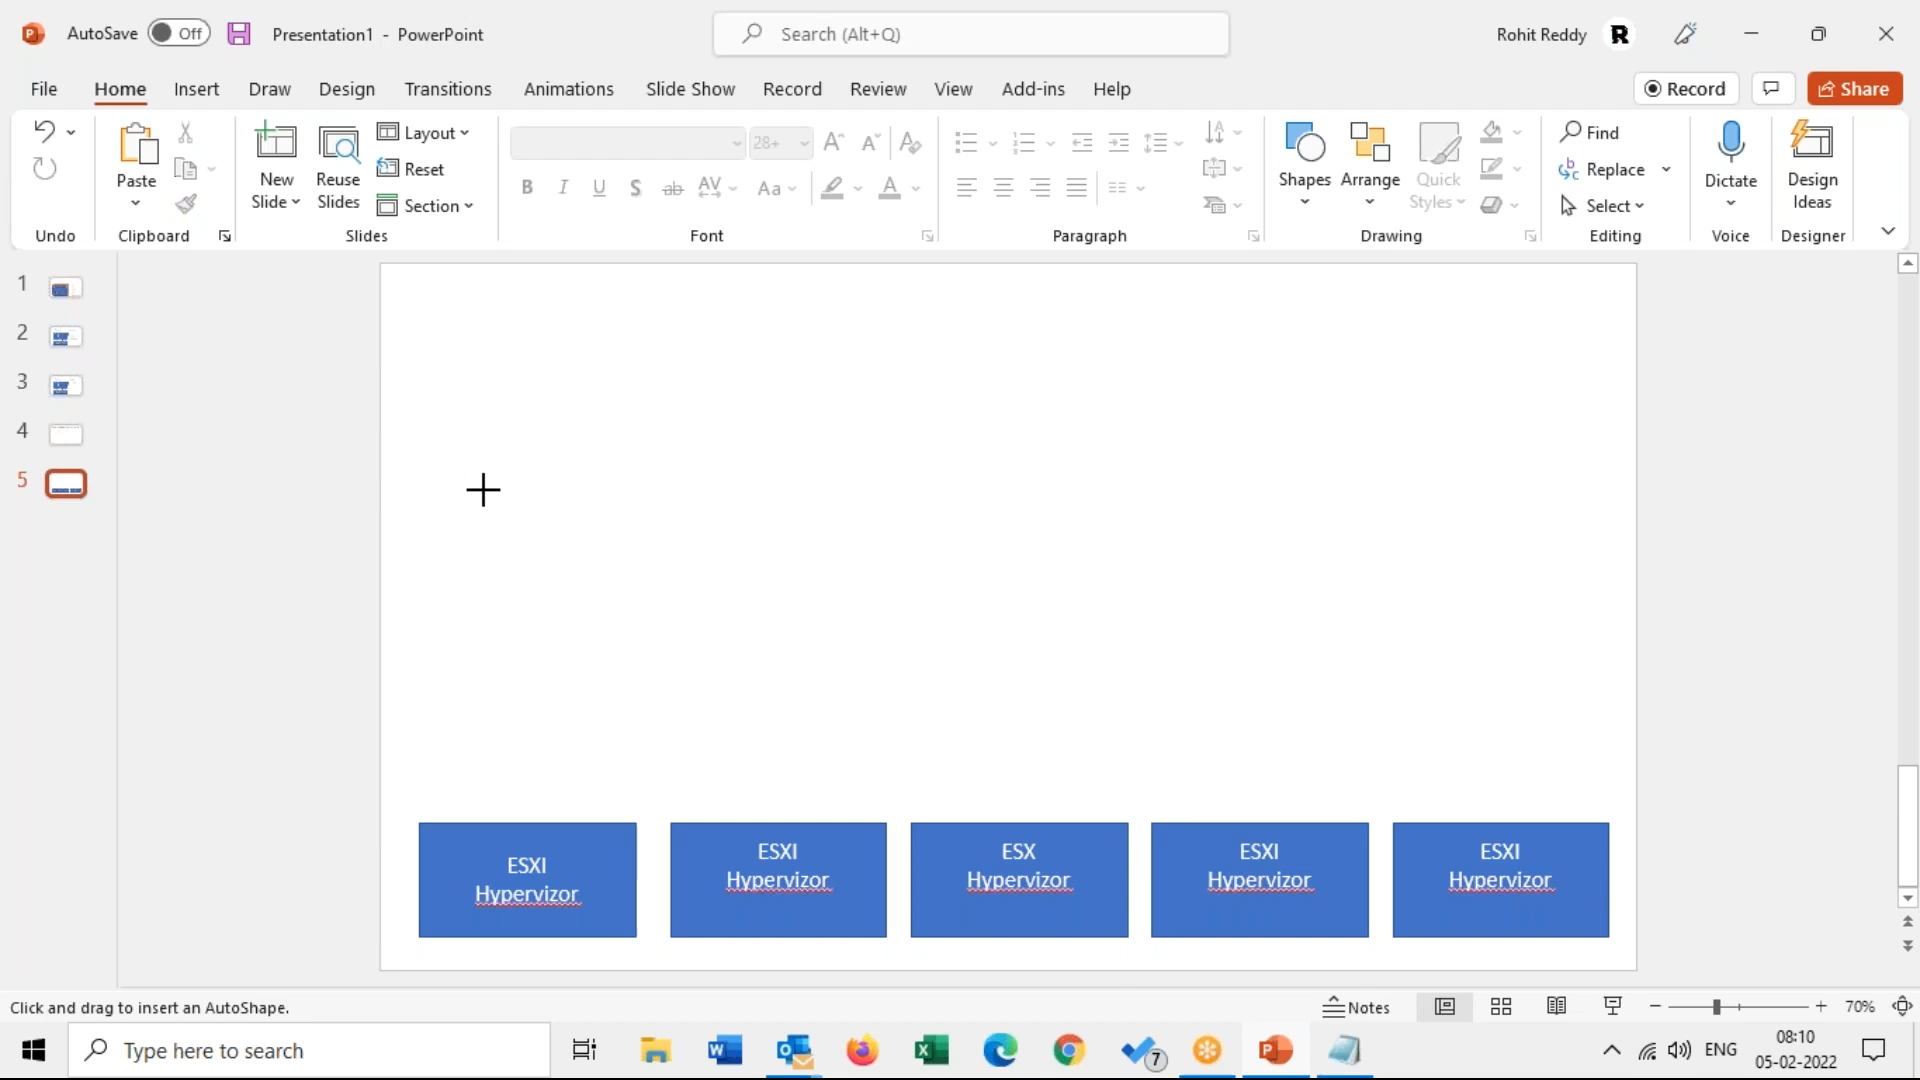 AutoSave Off Presentation1 - PowerPoint Search (Alt+Q) Rohit Reddy
File Home Insert Draw Design Transitions Animations Slide Show Record Review View Add-ins Help Record Share
Undo
Paste
Clipboard
New Slide
Reuse Slides
Layout
Reset
Section
Slides
28+
B I U S ab AV Aa A
Font
Paragraph
Shapes
Arrange
Quick Styles
Drawing
Find
Replace
Select
Editing
Dictate
Voice
Design Ideas
Designer
1
2
3
4
5
ESXI
Hypervizor
ESXI
Hypervizor
ESX
Hypervizor
ESXI
Hypervizor
ESXI
Hypervizor
Click and drag to insert an AutoShape. Notes 70%
Type here to search 7 ENG 08:10
05-02-2022